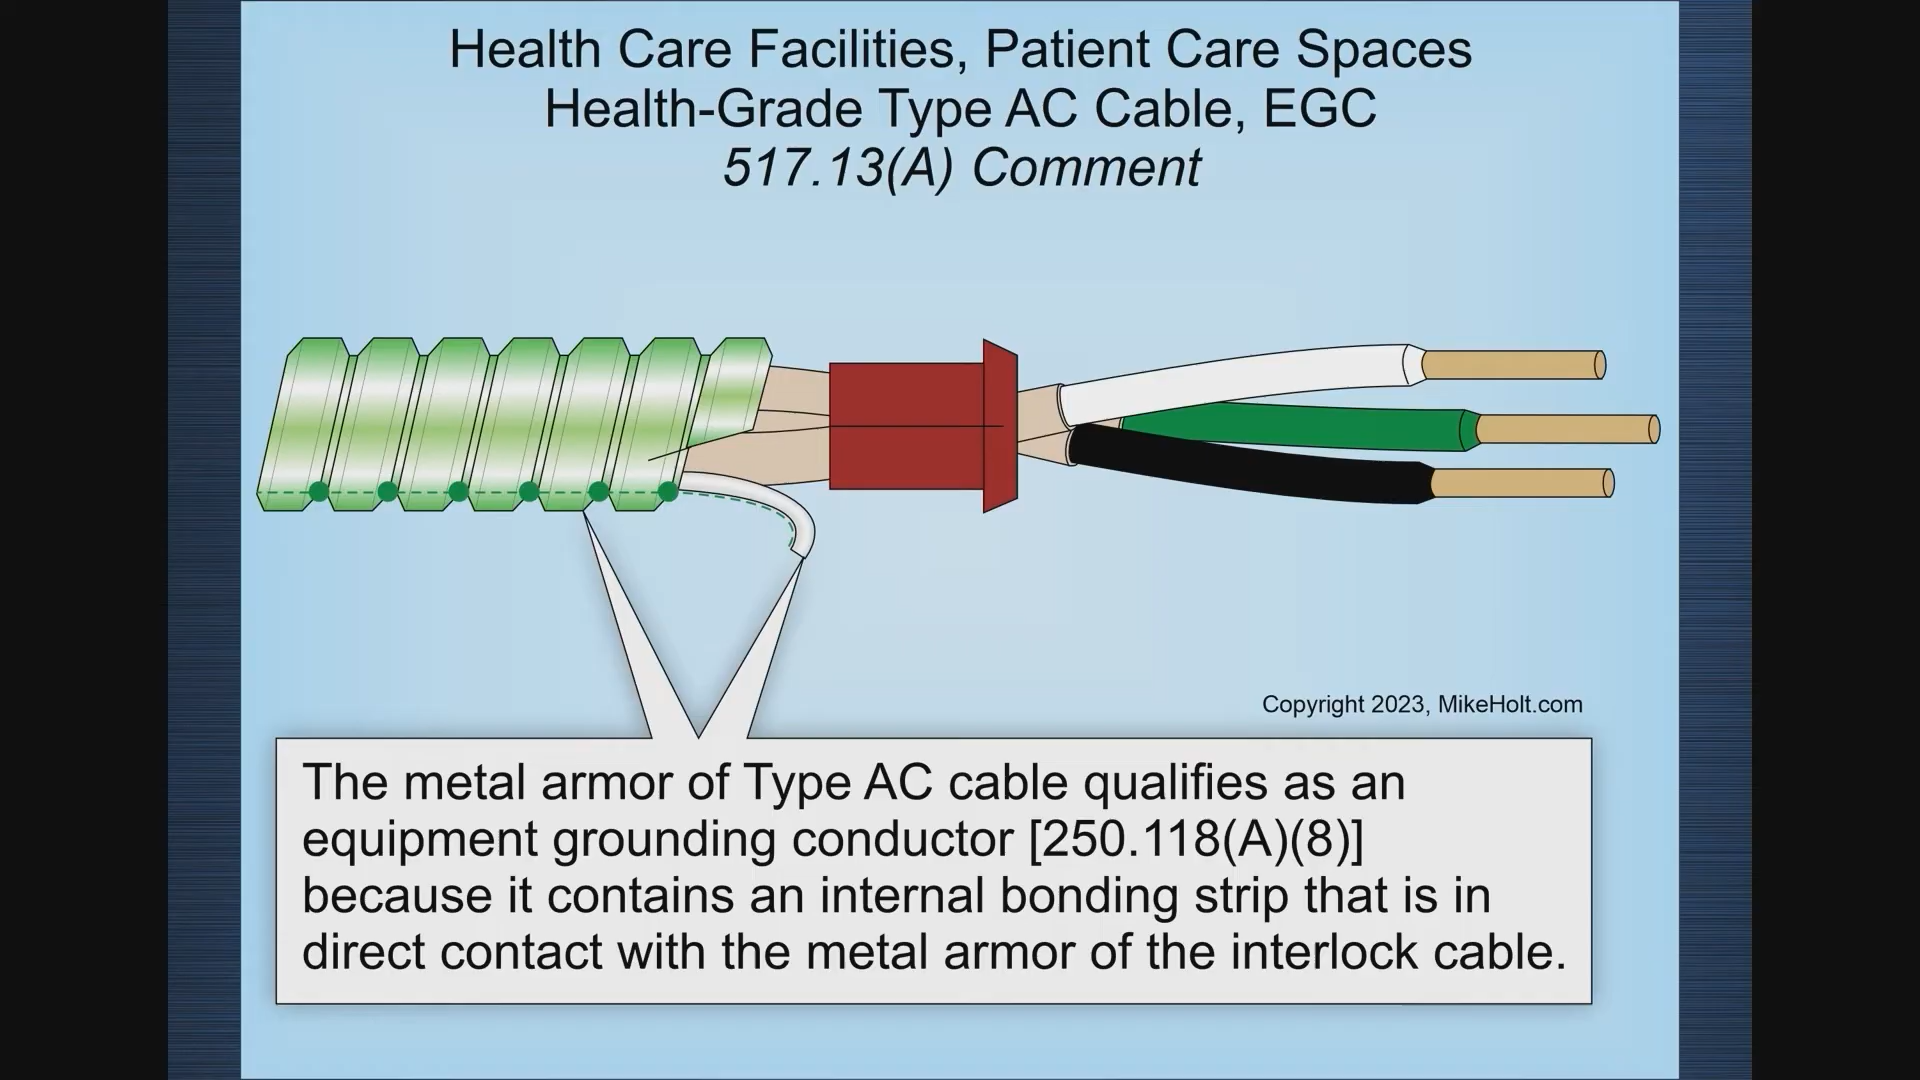 Health Care Facilities, Patient Care Spaces
Health-Grade Type AC Cable, EGC
517.13(A) Comment
Copyright 2023, MikeHolt.com
The metal armor of Type AC cable qualifies as an
equipment grounding conductor [250.118(A)(8)]
because it contains an internal bonding strip that is in
direct contact with the metal armor of the interlock cable.